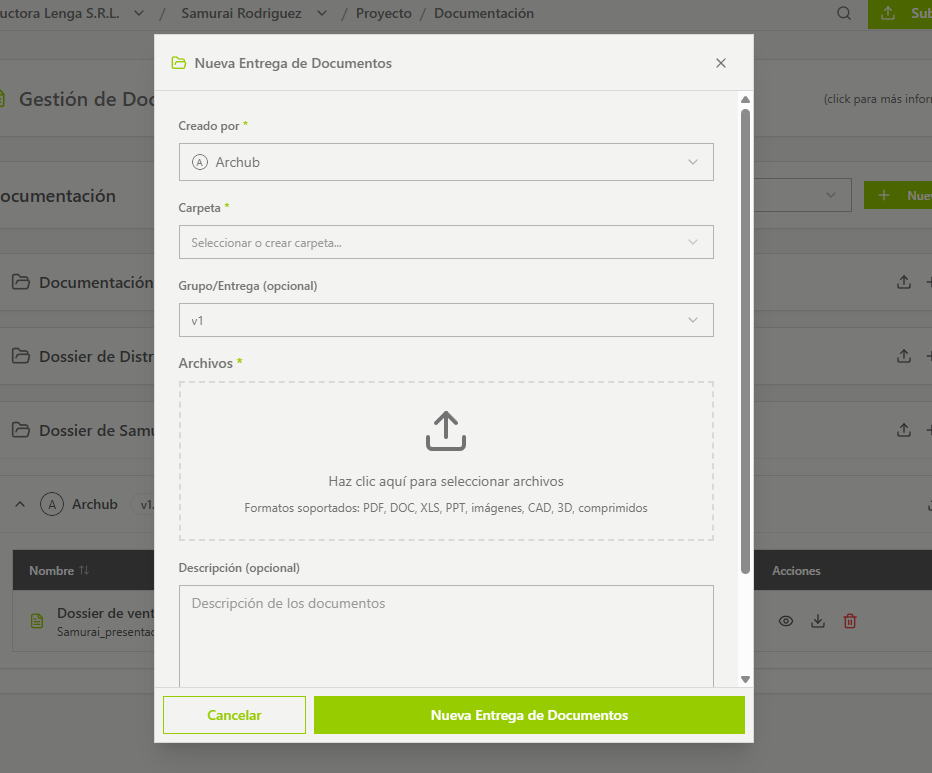 uctora Lenga S.R.L. / Samurai Rodriguez / Proyecto / Documentación
Sub
Nueva Entrega de Documentos
Gestión de Doc
(click para más inforr
Creado por *
A Archub
ocumentación
Nuev
Carpeta *
Seleccionar o crear carpeta...
Documentación
Grupo/Entrega (opcional)
v1
Dossier de Distr
Archivos *
Dossier de Samu
Haz clic aquí para seleccionar archivos
Formatos soportados: PDF, DOC, XLS, PPT, imágenes, CAD, 3D, comprimidos
A Archub v1.
Descripción (opcional)
Nombre
Acciones
Descripción de los documentos
Dossier de vent
Samurai_presentac
Cancelar
Nueva Entrega de Documentos